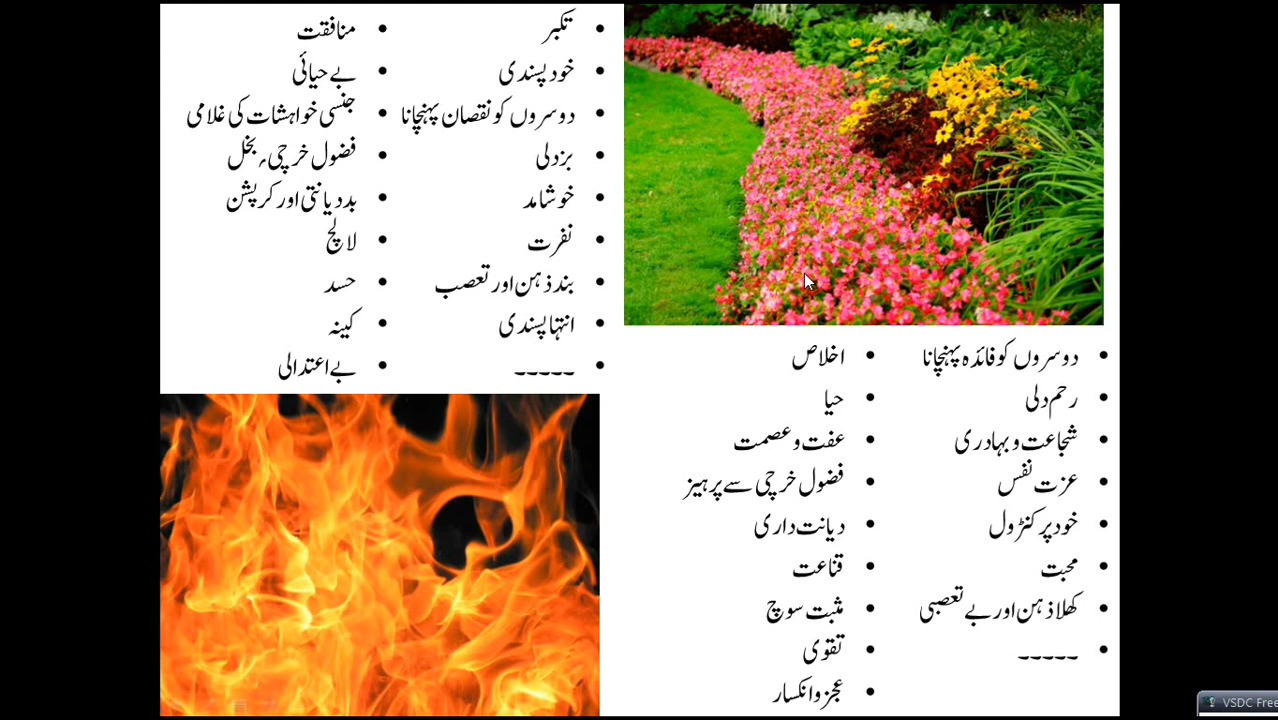 تکبر
خود پسندی
دوسروں کو نقصان پہنچانا
بزدلی
خوشامد
نفرت
بند ذہن اور تعصب
انتہا پسندی
-----
منافقت
بے حیائی
جنسی خواہشات کی غلامی
فضول خرچی، بخل
بددیانتی اور کرپشن
لالچ
حسد
کینہ
بے اعتدالی
دوسروں کو فائدہ پہنچانا
رحم دلی
شجاعت و بہادری
عزت نفس
خود پر کنٹرول
محبت
کھلا ذہن اور بے تعصبی
-----
اخلاص
حیا
عفت و عصمت
فضول خرچی سے پرہیز
دیانت داری
قناعت
مثبت سوچ
تقوی
عجز و انکسار
VSDC Free